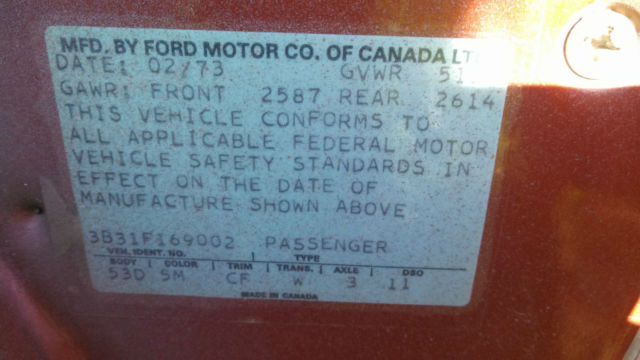 MFD. BY FORD MOTOR CO. OF CANADA
DATE: 02/73 GVWR
GAWR: FRONT 2587 REAR 2614
THIS VEHICLE CONFORMS TO
ALL APPLICABLE FEDERAL MOTOR
VEHICLE SAFETY STANDARDS IN
EFFECT ON THE DATE OF
MANUFACTURE SHOWN ABOVE
3B31F169002 PASSENGER
VEH. IDENT. NO. TYPE
BODY COLOR TRIM TRANS. AXLE DSO
53D 5M CF W 3 11
MADE IN CANADA